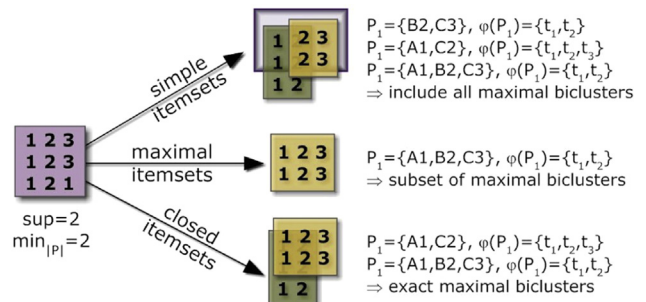 1 2 3
1 2 3
1 2 1
sup=2
min|P|=2
simple itemsets
1 2 3
1 2 3
1 2
P1={B2,C3}, φ(P1)={t1,t2}
P1={A1,C2}, φ(P1)={t1,t2,t3}
P1={A1,B2,C3}, φ(P1)={t1,t2}
⇒ include all maximal biclusters
maximal
itemsets
1 2 3
1 2 3
P1={A1,B2,C3}, φ(P1)={t1,t2}
⇒ subset of maximal biclusters
closed
itemsets
1 2 3
1 2 3
1 2
P1={A1,C2}, φ(P1)={t1,t2,t3}
P1={A1,B2,C3}, φ(P1)={t1,t2}
⇒ exact maximal biclusters